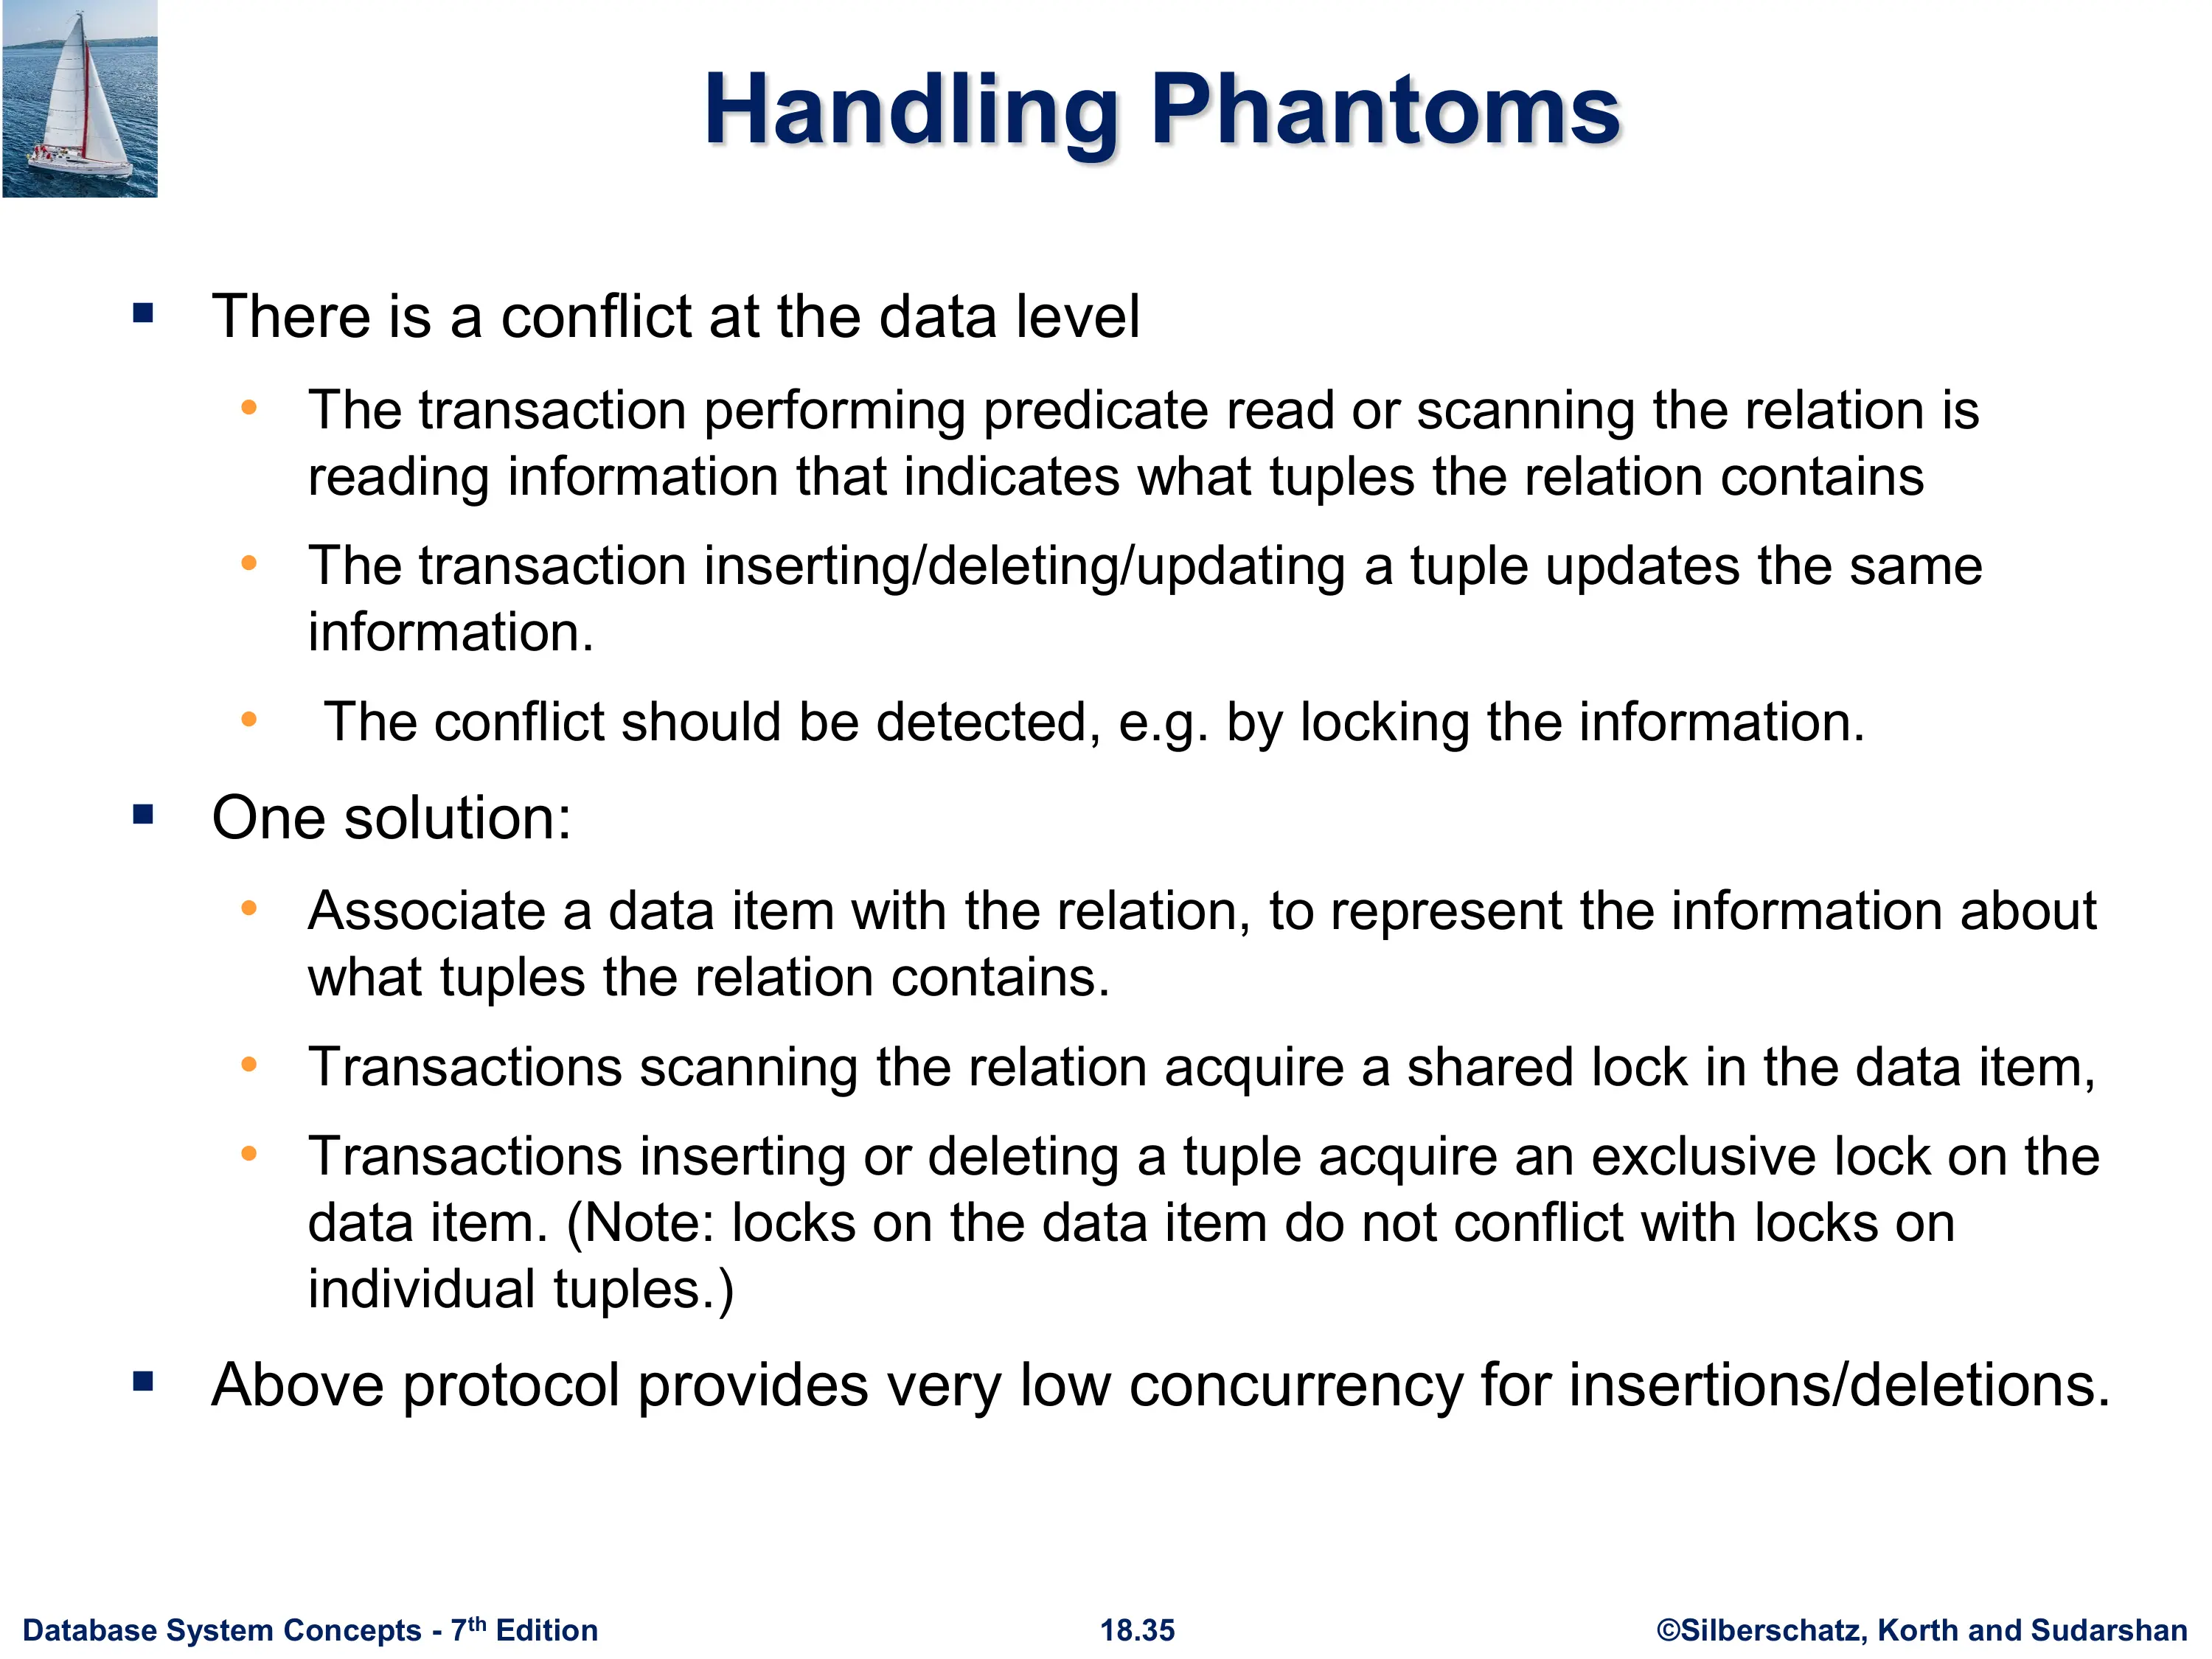 Handling Phantoms
▪ There is a conflict at the data level
• The transaction performing predicate read or scanning the relation is
reading information that indicates what tuples the relation contains
• The transaction inserting/deleting/updating a tuple updates the same
information.
• The conflict should be detected, e.g. by locking the information.
▪ One solution:
• Associate a data item with the relation, to represent the information about
what tuples the relation contains.
• Transactions scanning the relation acquire a shared lock in the data item,
• Transactions inserting or deleting a tuple acquire an exclusive lock on the
data item. (Note: locks on the data item do not conflict with locks on
individual tuples.)
▪ Above protocol provides very low concurrency for insertions/deletions.
Database System Concepts - 7th Edition
18.35
©Silberschatz, Korth and Sudarshan